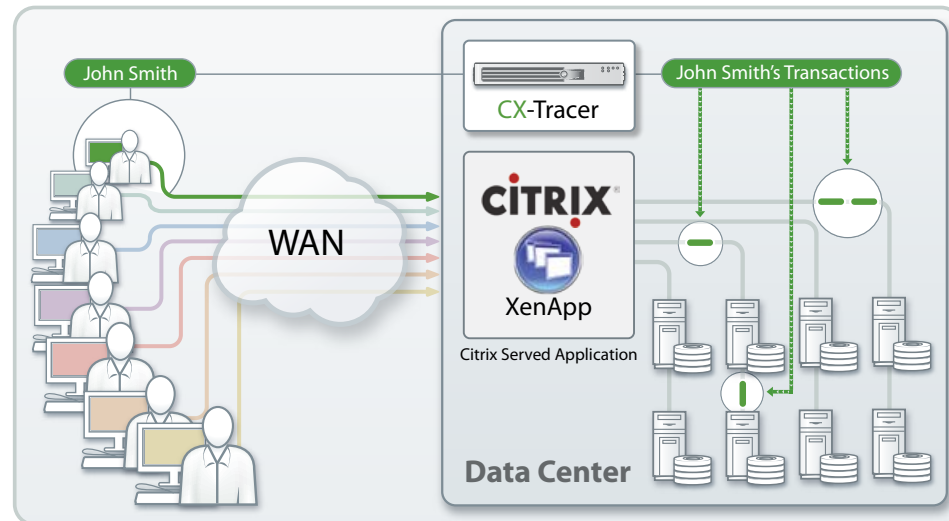 John Smith
CX-Tracer
John Smith’s Transactions
WAN
CiTRIX®
XenApp
Citrix Served Application
Data Center